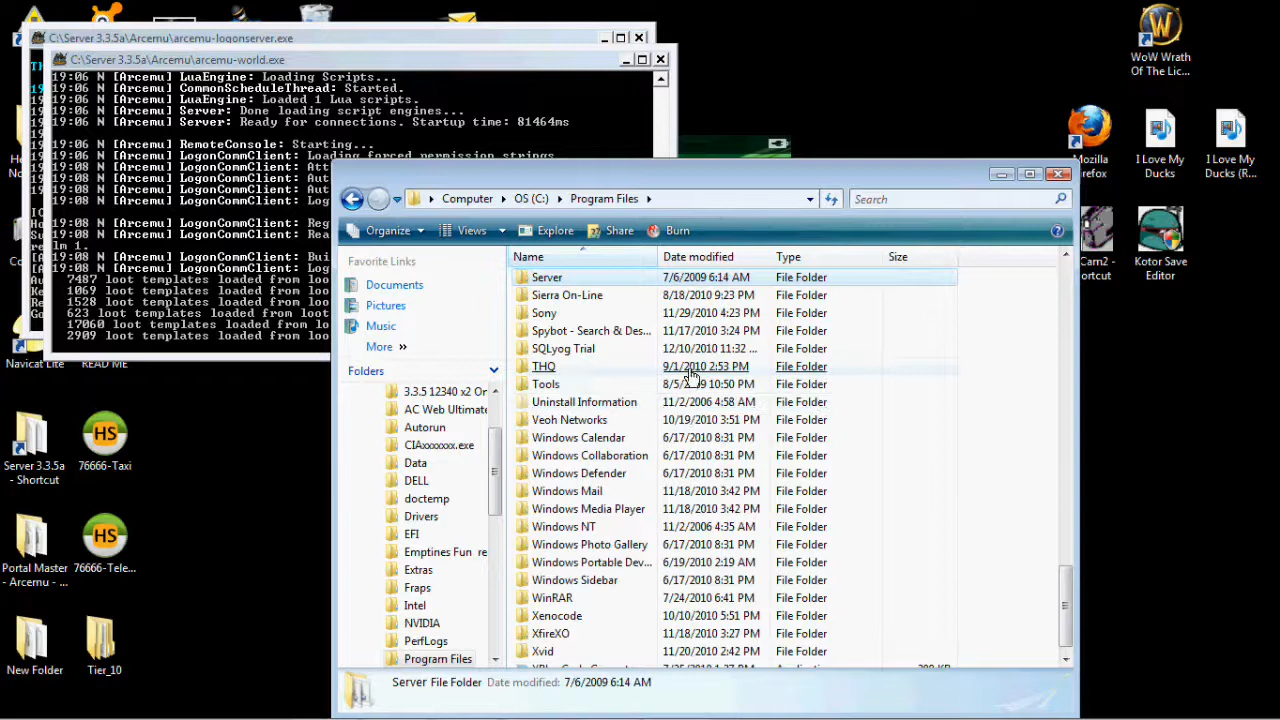 C:\Server 3.3.5a\Arcemu\arcemu-logonserver.exe
C:\Server 3.3.5a\Arcemu\arcemu-world.exe
19:06 N [Arcemu] LuaEngine: Loading Scripts...
19:06 N [Arcemu] CommonScheduleThread: Started.
19:06 N [Arcemu] LuaEngine: Loaded 1 Lua scripts.
19:06 N [Arcemu] Server: Done loading script engines...
19:06 N [Arcemu] Server: Ready for connections. Startup time: 81464ms
19:06 N [Arcemu] RemoteConsole: Starting...
19:08 N [Arcemu] LogonCommClient: Loading forced permission strings
19:08 N [Arcemu] LogonCommClient: Aut
19:08 N [Arcemu] LogonCommClient: Aut
19:08 N [Arcemu] LogonCommClient: Log
19:08 N [Arcemu] LogonCommClient: Reg
19:08 N [Arcemu] LogonCommClient: Rea
lm 1.
19:08 N [Arcemu] LogonCommClient: Bui
19:08 N [Arcemu] LogonCommClient: Log
7487 loot templates loaded from loo
1069 loot templates loaded from loo
1528 loot templates loaded from loo
623 loot templates loaded from loo
17060 loot templates loaded from loo
2909 loot templates loaded from loo
Navicat Lite
READ ME
Server 3.3.5a - Shortcut
76666-Taxi
Portal Master - Arcemu - ...
76666-Tele...
New Folder
Tier_10
WoW Wrath Of The Lic...
Mozilla Firefox
I Love My Ducks
I Love My Ducks (R...
Cam2 - ortcut
Kotor Save Editor
Computer
OS (C:)
Program Files
Search
Organize
Views
Explore
Share
Burn
Favorite Links
Documents
Pictures
Music
More
Folders
3.3.5 12340 x2 Or
AC Web Ultimate
Autorun
CIAxxxxxxx.exe
Data
DELL
doctemp
Drivers
EFI
Emptines Fun re
Extras
Fraps
Intel
NVIDIA
PerfLogs
Program Files
Name Date modified Type Size
Server 7/6/2009 6:14 AM File Folder
Sierra On-Line 8/18/2010 9:23 PM File Folder
Sony 11/29/2010 4:23 PM File Folder
Spybot - Search & Des... 11/17/2010 3:24 PM File Folder
SQLyog Trial 12/10/2010 11:32 ... File Folder
THQ 9/1/2010 2:53 PM File Folder
Tools 8/5/ 10:50 PM File Folder
Uninstall Information 11/2/2006 4:58 AM File Folder
Veoh Networks 10/19/2010 3:51 PM File Folder
Windows Calendar 6/17/2010 8:31 PM File Folder
Windows Collaboration 6/17/2010 8:31 PM File Folder
Windows Defender 6/17/2010 8:31 PM File Folder
Windows Mail 11/18/2010 3:42 PM File Folder
Windows Media Player 11/18/2010 3:42 PM File Folder
Windows NT 11/2/2006 4:35 AM File Folder
Windows Photo Gallery 6/17/2010 8:31 PM File Folder
Windows Portable Dev... 6/19/2010 2:19 AM File Folder
Windows Sidebar 6/17/2010 8:31 PM File Folder
WinRAR 7/24/2010 6:41 PM File Folder
Xenocode 10/10/2010 5:51 PM File Folder
XfireXO 11/18/2010 3:27 PM File Folder
Xvid 11/20/2010 2:42 PM File Folder
Server File Folder Date modified: 7/6/2009 6:14 AM